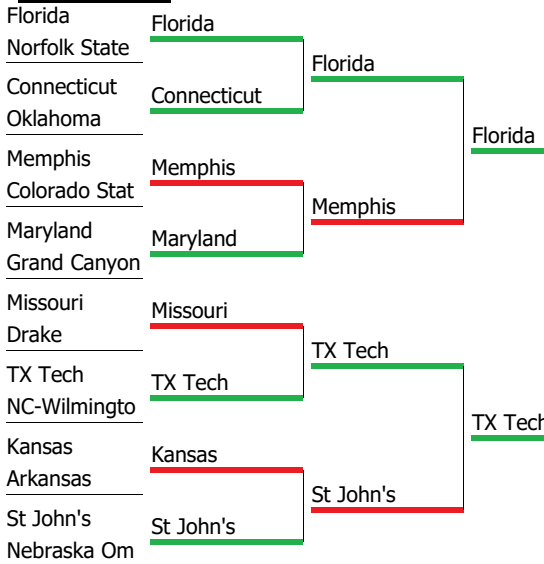 Florida
Norfolk State
Connecticut
Oklahoma
Memphis
Colorado Stat
Maryland
Grand Canyon
Missouri
Drake
TX Tech
NC-Wilmingto
Kansas
Arkansas
St John's
Nebraska Om
Florida
Connecticut
Memphis
Maryland
Missouri
TX Tech
Kansas
St John's
Florida
Memphis
TX Tech
St John's
Florida
TX Tech